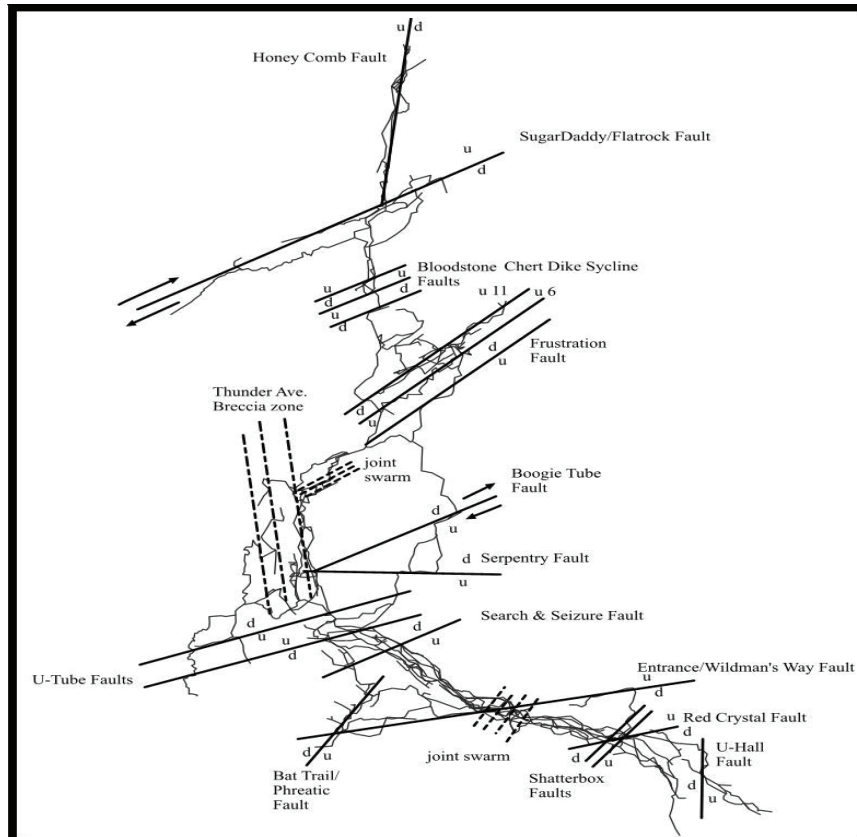 u d
Honey Comb Fault
SugarDaddy/Flatrock Fault
u
d
Bloodstone
Faults
Chert Dike Sycline
u
u
d
d
u
d
u 11
u 6
Frustration
Fault
d
u
d
u
Thunder Ave.
Breccia zone
joint
swarm
Boogie Tube
Fault
d
u
d
Serpentry Fault
u
Search & Seizure Fault
d
u
u
d
d
u
U-Tube Faults
Entrance/Wildman's Way Fault
u
d
Red Crystal Fault
u
d
U-Hall
Fault
d
u
joint swarm
d
u
Bat Trail/
Phreatic
Fault
d
u
Shatterbox
Faults